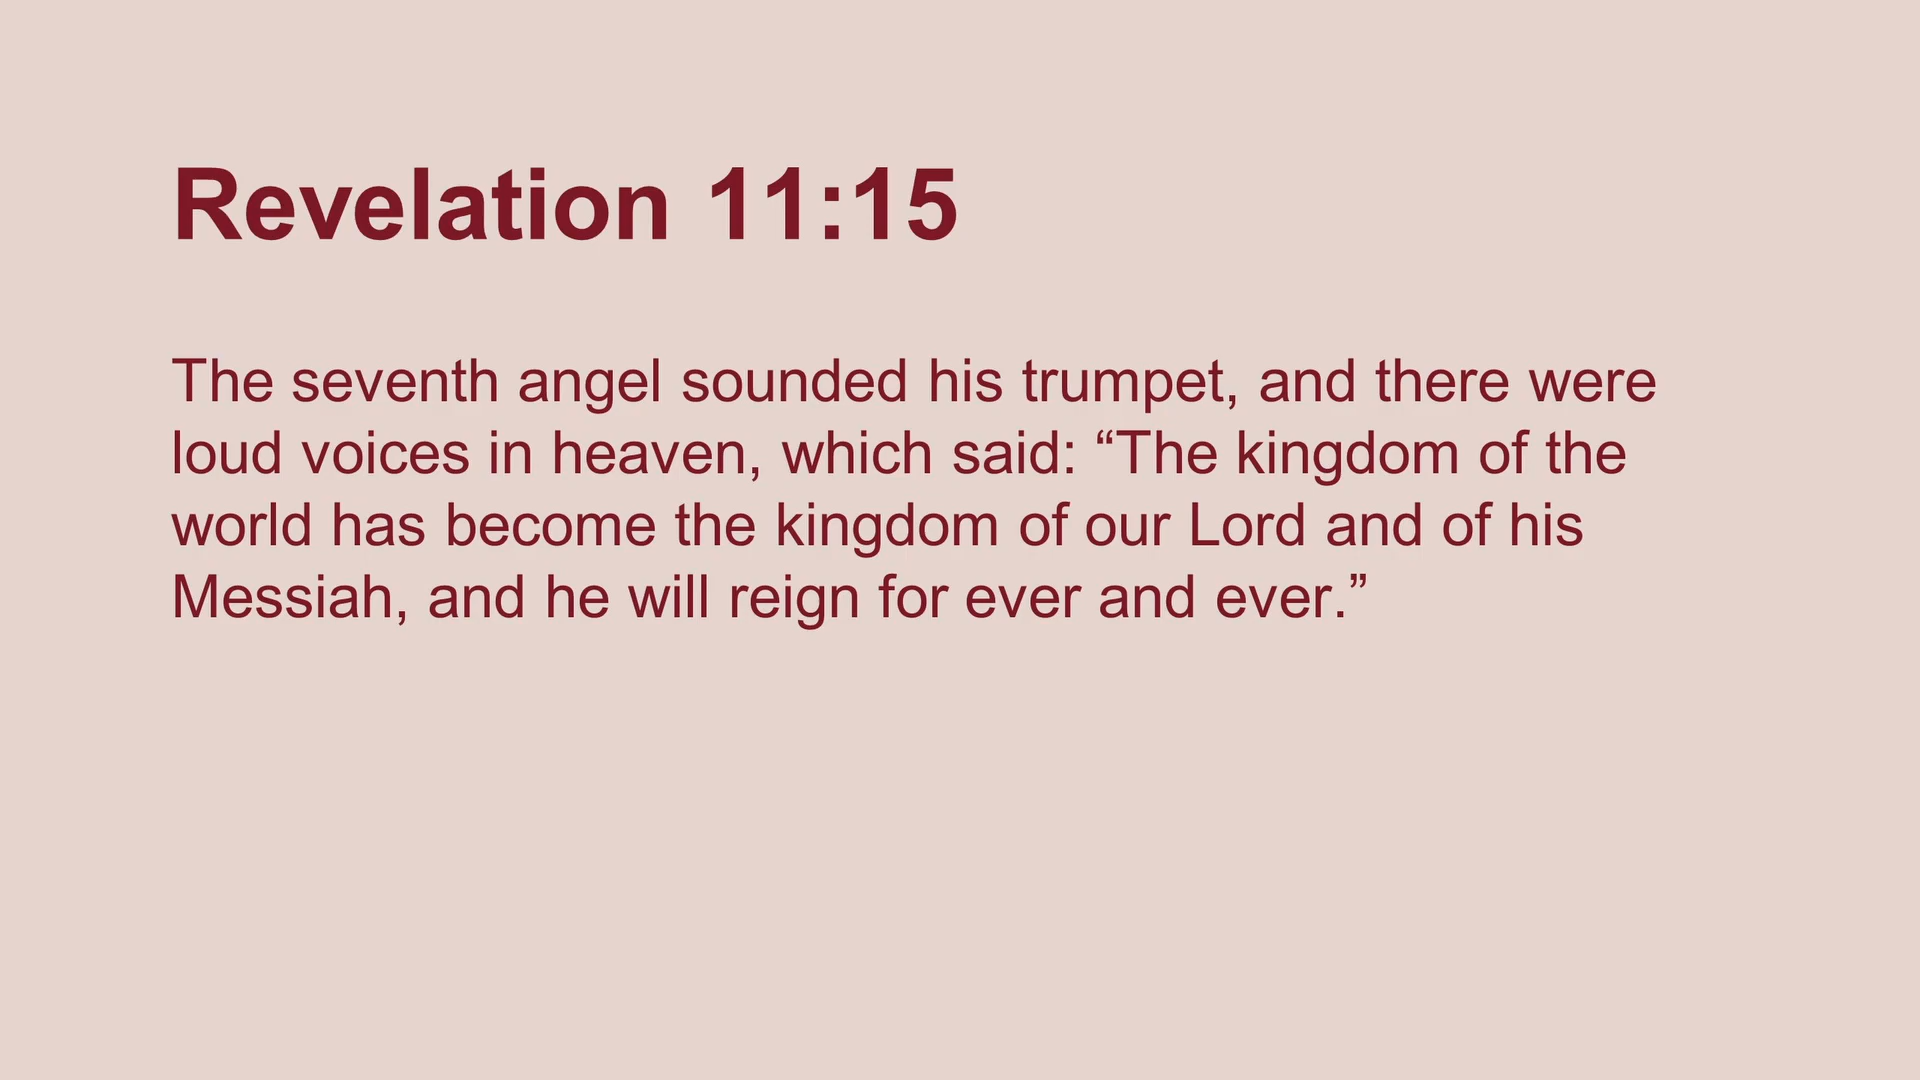 Revelation 11:15
The seventh angel sounded his trumpet, and there were
loud voices in heaven, which said: “The kingdom of the
world has become the kingdom of our Lord and of his
Messiah, and he will reign for ever and ever.”